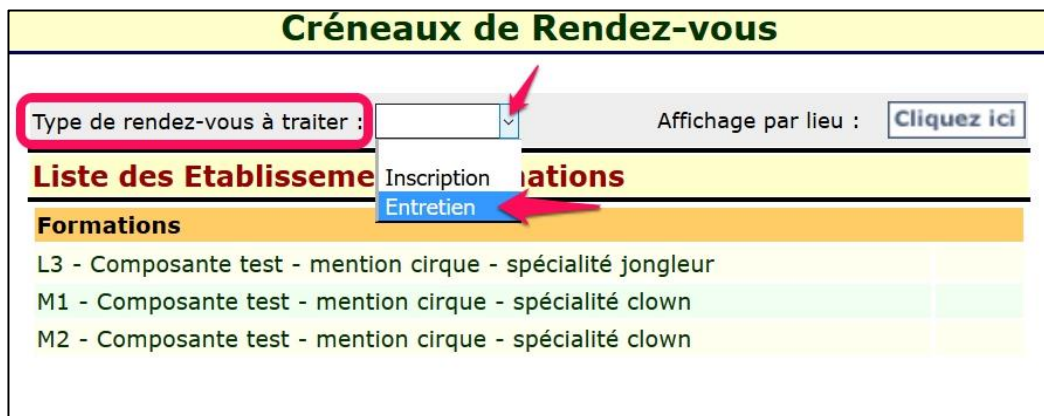 Créneaux de Rendez-vous
Type de rendez-vous à traiter : Affichage par lieu : Cliquez ici
Inscription
Entretien
Liste des Etablisseme ations
Formations
L3 - Composante test - mention cirque - spécialité jongleur
M1 - Composante test - mention cirque - spécialité clown
M2 - Composante test - mention cirque - spécialité clown